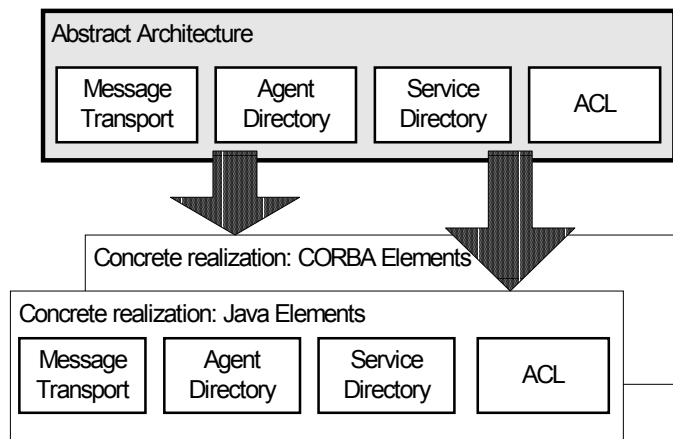 Abstract Architecture
Message
Transport
Agent
Directory
Service
Directory
ACL
Concrete realization: CORBA Elements
Concrete realization: Java Elements
Message
Transport
Agent
Directory
Service
Directory
ACL